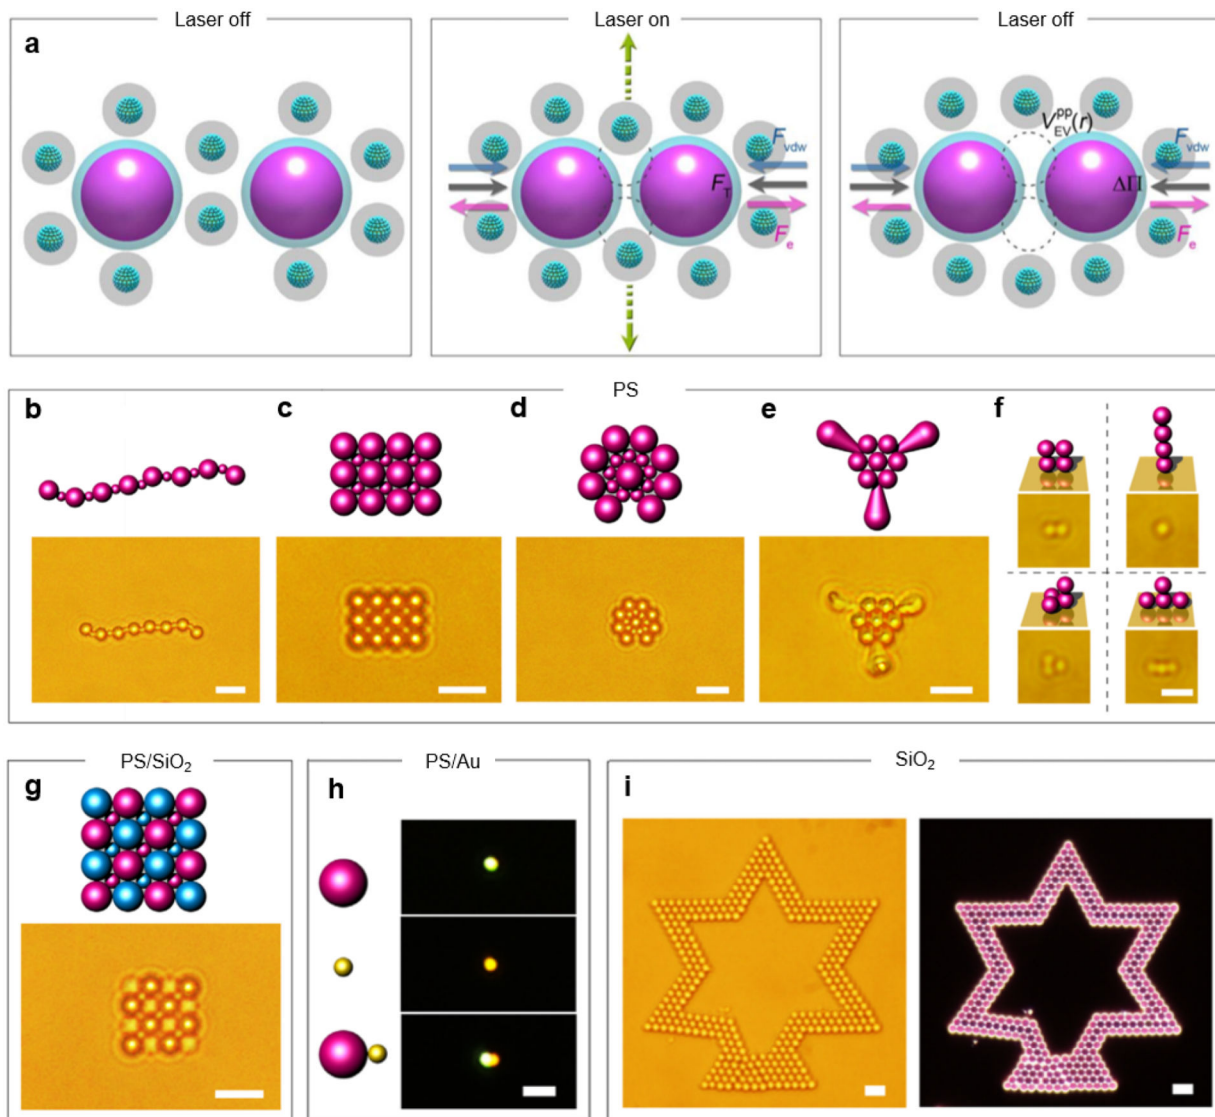 Laser off
Laser on
Laser off
a
F_vdw
F_T
F_e
V_EV^pp(r)
F_vdw
ΔΠ
F_e
PS
b
c
d
e
f
PS/SiO₂
PS/Au
SiO₂
g
h
i